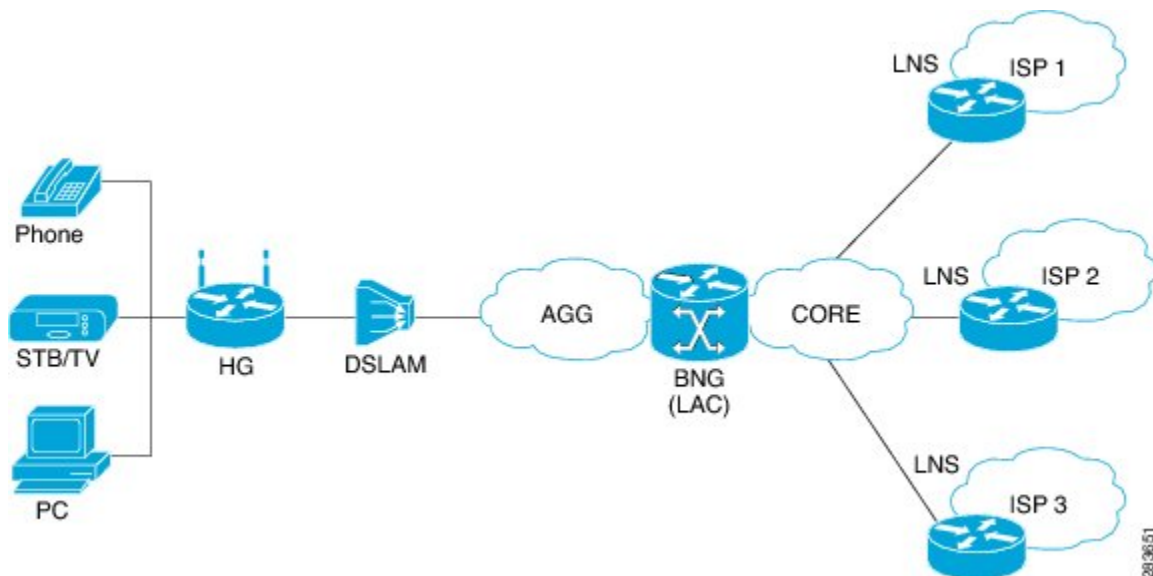 LNS
ISP 1
Phone
STB/TV
HG
DSLAM
AGG
BNG
(LAC)
CORE
LNS
ISP 2
PC
LNS
ISP 3
283651